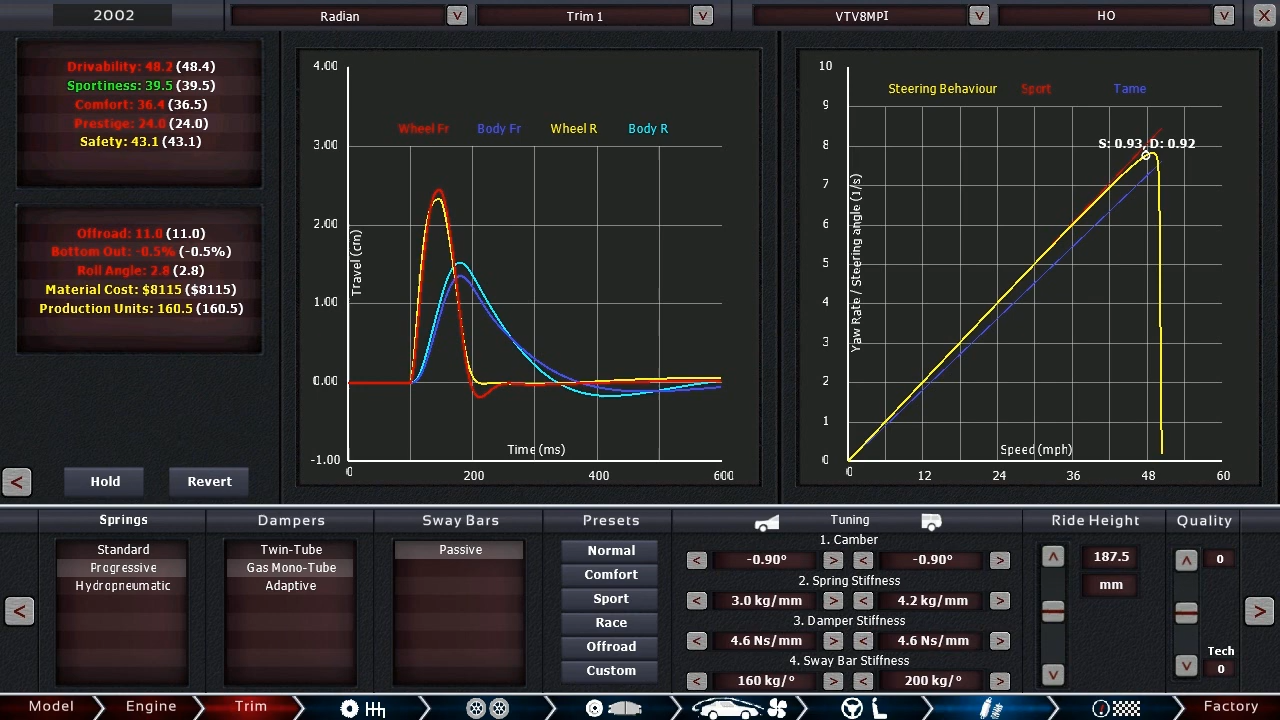 2002 Radian V Trim 1 V VTV8MPI V HO V X
Drivability: 48.2 (48.4)
Sportiness: 39.5 (39.5)
Comfort: 36.4 (36.5)
Prestige: 24.0 (24.0)
Safety: 43.1 (43.1)
Offroad: 11.0 (11.0)
Bottom Out: -0.5% (-0.5%)
Roll Angle: 2.8 (2.8)
Material Cost: $8115 ($8115)
Production Units: 160.5 (160.5)
< Hold Revert
4.00
Wheel Fr Body Fr Wheel R Body R
3.00
2.00
Travel (cm)
1.00
0.00
Time (ms)
-1.00
0 200 400 600
10
Steering Behaviour Sport Tame
9
S: 0.93, D: 0.92
8
7
6
Yaw Rate / Steering angle (1/s)
5
4
3
2
1
Speed (mph)
0
0 12 24 36 48 60
Springs Dampers Sway Bars Presets Tuning Ride Height Quality
Standard
Progressive
Hydropneumatic
Twin-Tube
Gas Mono-Tube
Adaptive
Passive
Normal
Comfort
Sport
Race
Offroad
Custom
1. Camber
< -0.90° > < -0.90° >
2. Spring Stiffness
< 3.0 kg/mm > < 4.2 kg/mm >
3. Damper Stiffness
< 4.6 Ns/mm > < 4.6 Ns/mm >
4. Sway Bar Stiffness
< 160 kg/° > < 200 kg/° >
187.5
mm
0
Tech
0
< >
Model Engine Trim Factory